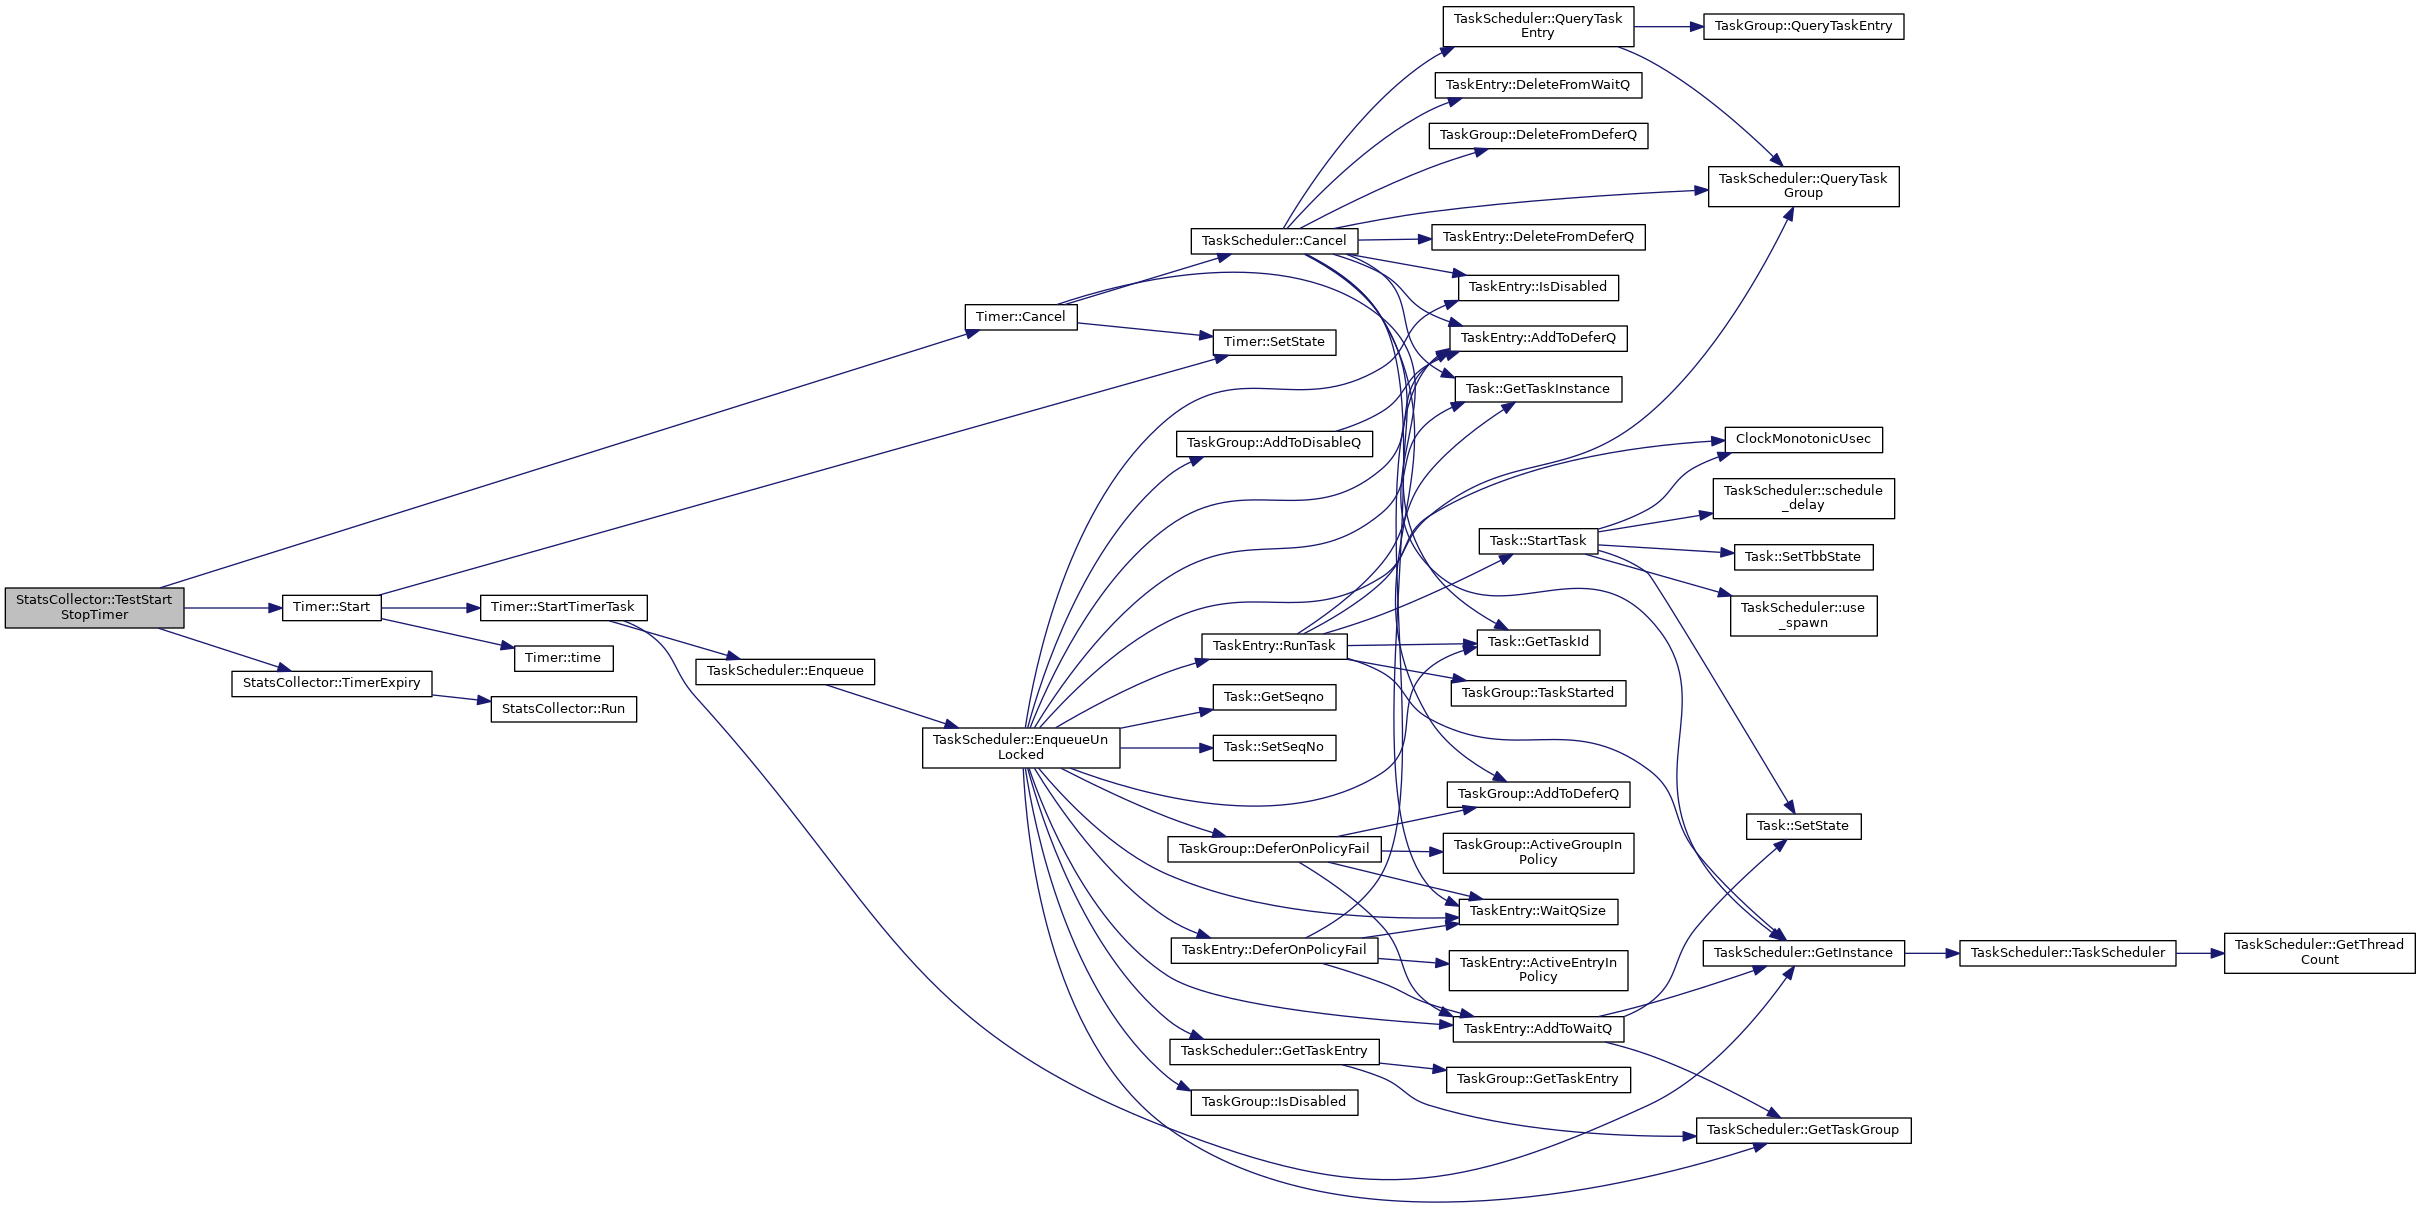 StatsCollector::TestStart
StopTimer
Timer::Start
StatsCollector::TimerExpiry
Timer::StartTimerTask
Timer::time
StatsCollector::Run
TaskScheduler::Enqueue
Timer::Cancel
TaskScheduler::EnqueueUn
Locked
TaskScheduler::Cancel
Timer::SetState
TaskGroup::AddToDisableQ
TaskEntry::RunTask
Task::GetSeqno
Task::SetSeqNo
TaskGroup::DeferOnPolicyFail
TaskEntry::DeferOnPolicyFail
TaskScheduler::GetTaskEntry
TaskGroup::IsDisabled
TaskScheduler::QueryTask
Entry
TaskEntry::DeleteFromWaitQ
TaskGroup::DeleteFromDeferQ
TaskEntry::DeleteFromDeferQ
TaskEntry::IsDisabled
TaskEntry::AddToDeferQ
Task::GetTaskInstance
Task::StartTask
Task::GetTaskId
TaskGroup::TaskStarted
TaskGroup::AddToDeferQ
TaskGroup::ActiveGroupIn
Policy
TaskEntry::WaitQSize
TaskEntry::ActiveEntryIn
Policy
TaskEntry::AddToWaitQ
TaskGroup::GetTaskEntry
TaskGroup::QueryTaskEntry
TaskScheduler::QueryTask
Group
ClockMonotonicUsec
TaskScheduler::schedule
_delay
Task::SetTbbState
TaskScheduler::use
_spawn
Task::SetState
TaskScheduler::GetInstance
TaskScheduler::GetTaskGroup
TaskScheduler::TaskScheduler
TaskScheduler::GetThread
Count